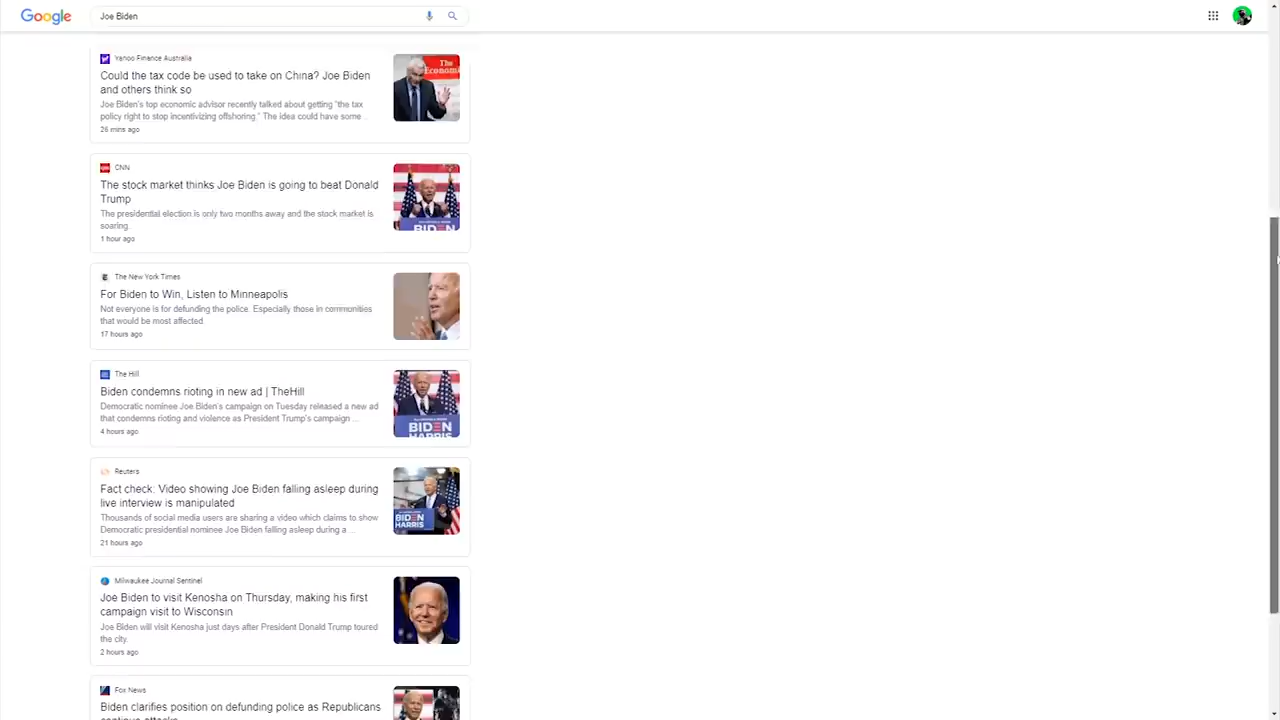 Google
Joe Biden
Yahoo Finance Australia
Could the tax code be used to take on China? Joe Biden
and others think so
Joe Biden's top economic advisor recently talked about getting "the tax
policy right to stop incentivizing offshoring." The idea could have some ...
26 mins ago
The
Economi
CNN
The stock market thinks Joe Biden is going to beat Donald
Trump
The presidential election is only two months away and the stock market is
soaring.
1 hour ago
BIDEN
The New York Times
For Biden to Win, Listen to Minneapolis
Not everyone is for defunding the police. Especially those in communities
that would be most affected
17 hours ago
The Hill
Biden condemns rioting in new ad | TheHill
Democratic nominee Joe Biden's campaign on Tuesday released a new ad
that condemns rioting and violence as President Trump's campaign ...
4 hours ago
BIDEN
HARRIS
Reuters
Fact check: Video showing Joe Biden falling asleep during
live interview is manipulated
Thousands of social media users are sharing a video which claims to show
Democratic presidential nominee Joe Biden falling asleep during a ...
21 hours ago
BIDEN
HARRIS
Milwaukee Journal Sentinel
Joe Biden to visit Kenosha on Thursday, making his first
campaign visit to Wisconsin
Joe Biden will visit Kenosha just days after President Donald Trump toured
the city.
2 hours ago
Fox News
Biden clarifies position on defunding police as Republicans
continue attacks